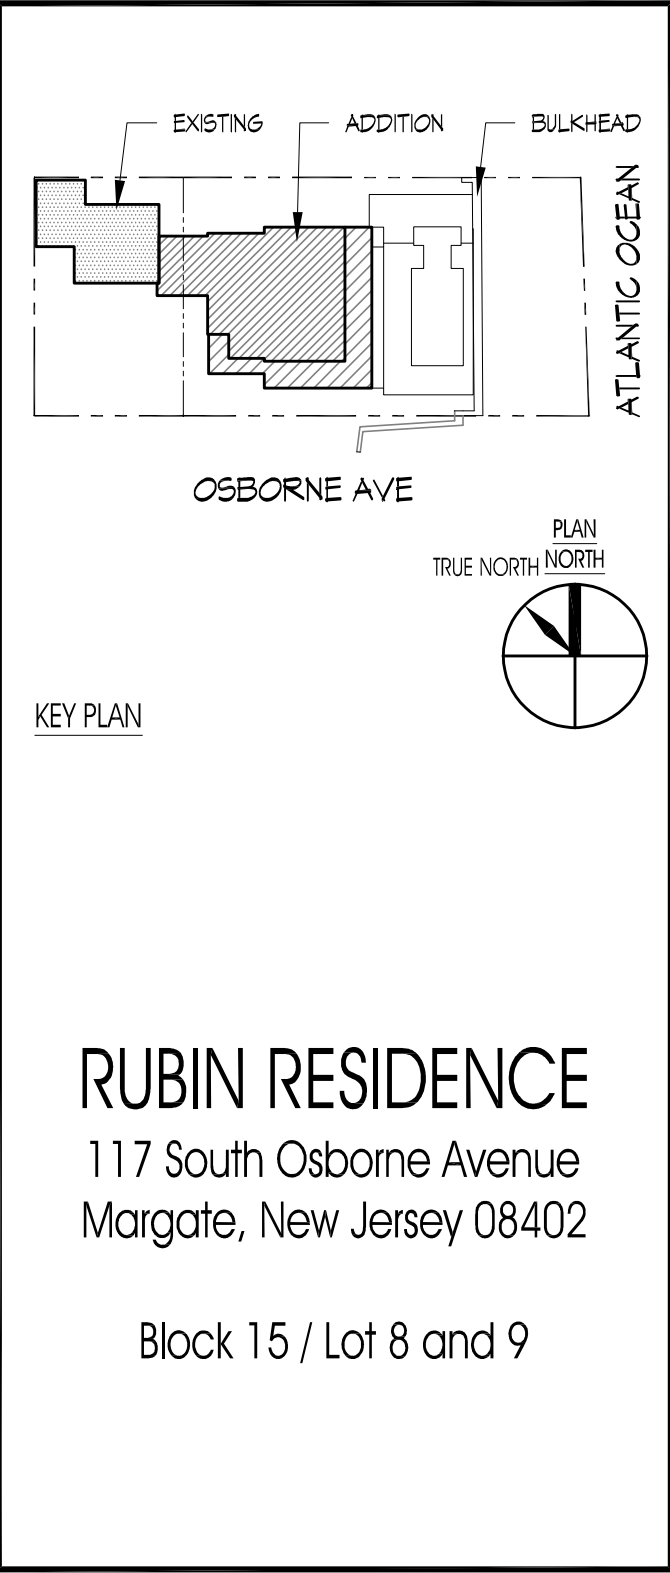 EXISTING
ADDITION
BULKHEAD
ATLANTIC OCEAN
OSBORNE AVE
PLAN
TRUE NORTH NORTH
KEY PLAN
RUBIN RESIDENCE
117 South Osborne Avenue
Margate, New Jersey 08402
Block 15 / Lot 8 and 9